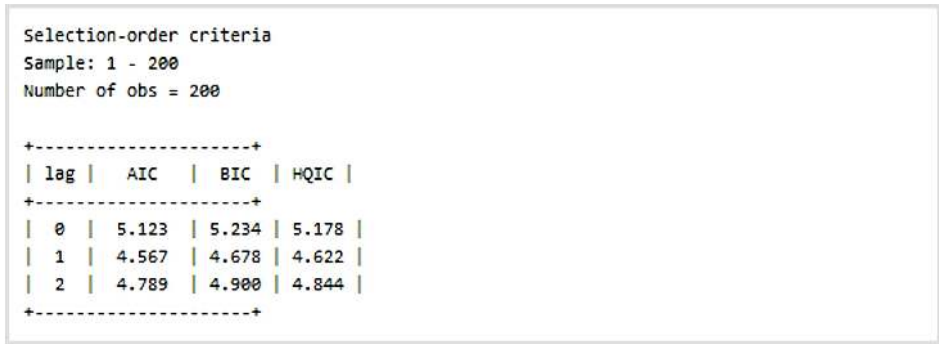 Selection-order criteria
Sample: 1 - 200
Number of obs = 200
+----------------------+
| lag |   AIC   |  BIC  | HQIC |
+----------------------+
|  0  |  5.123  | 5.234 | 5.178 |
|  1  |  4.567  | 4.678 | 4.622 |
|  2  |  4.789  | 4.900 | 4.844 |
+----------------------+